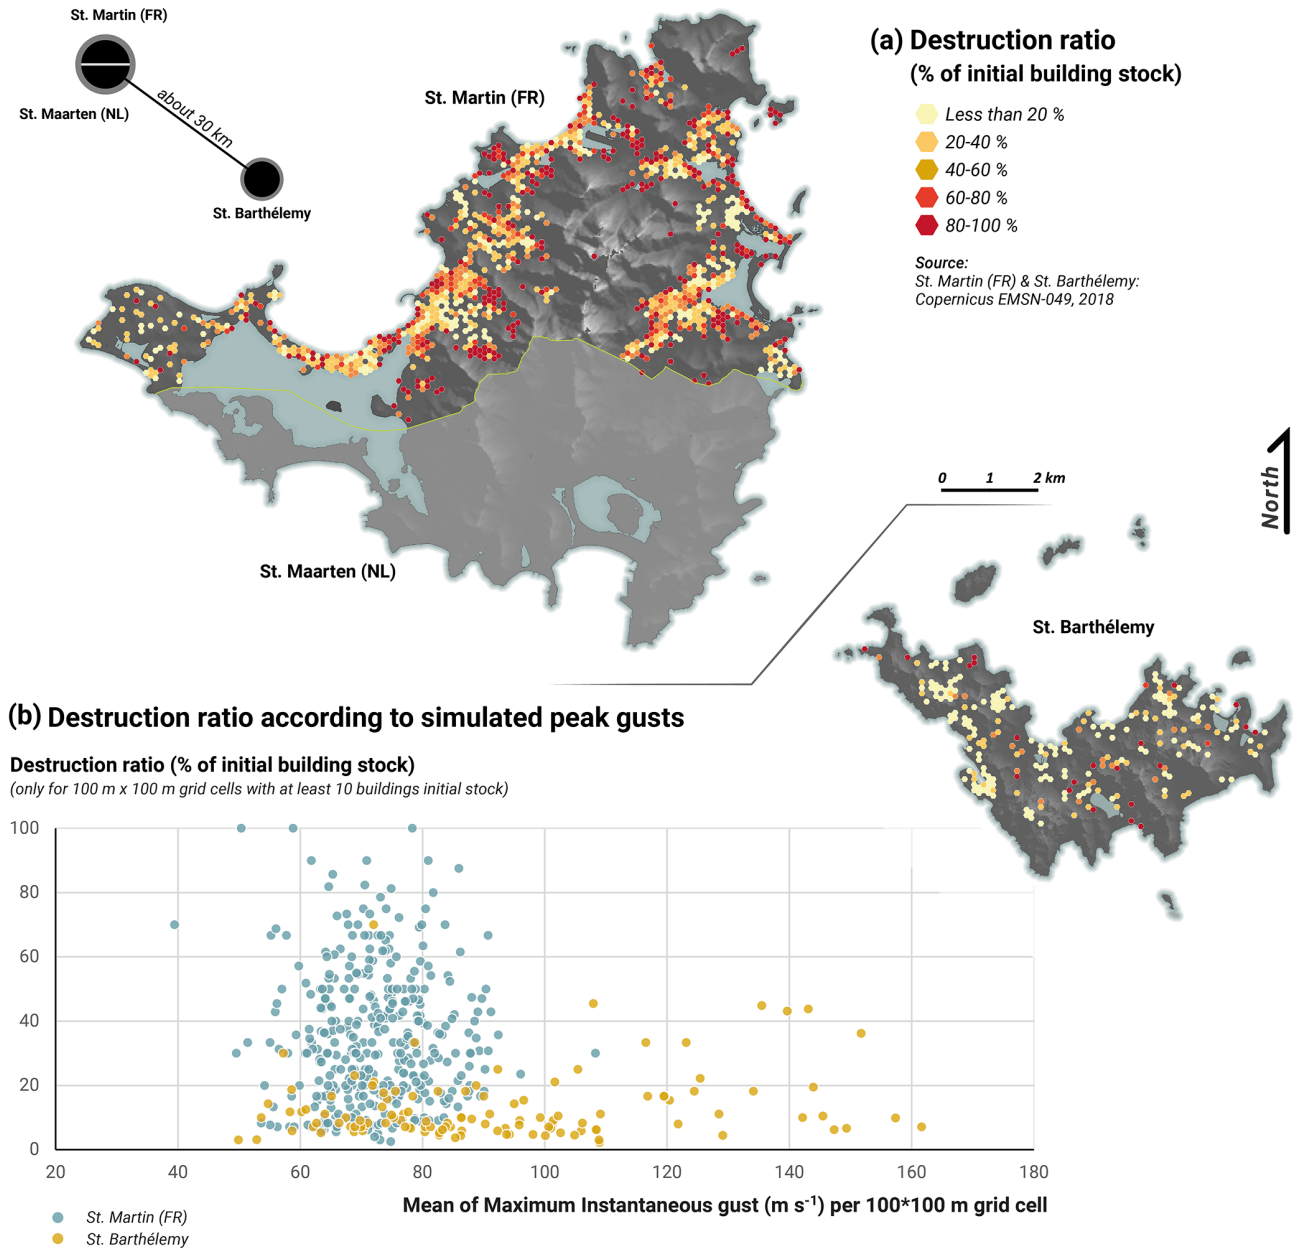 St. Martin (FR)
St. Maarten (NL)
about 30 km
St. Barthélemy
St. Martin (FR)
St. Maarten (NL)
(a) Destruction ratio
(% of initial building stock)
Less than 20 %
20-40 %
40-60 %
60-80 %
80-100 %
Source:
St. Martin (FR) & St. Barthélemy:
Copernicus EMSN-049, 2018
0 1 2 km
North
St. Barthélemy
(b) Destruction ratio according to simulated peak gusts
Destruction ratio (% of initial building stock)
(only for 100 m x 100 m grid cells with at least 10 buildings initial stock)
100
80
60
40
20
0
20 40 60 80 100 120 140 160 180
Mean of Maximum Instantaneous gust (m s-1) per 100*100 m grid cell
St. Martin (FR)
St. Barthélemy